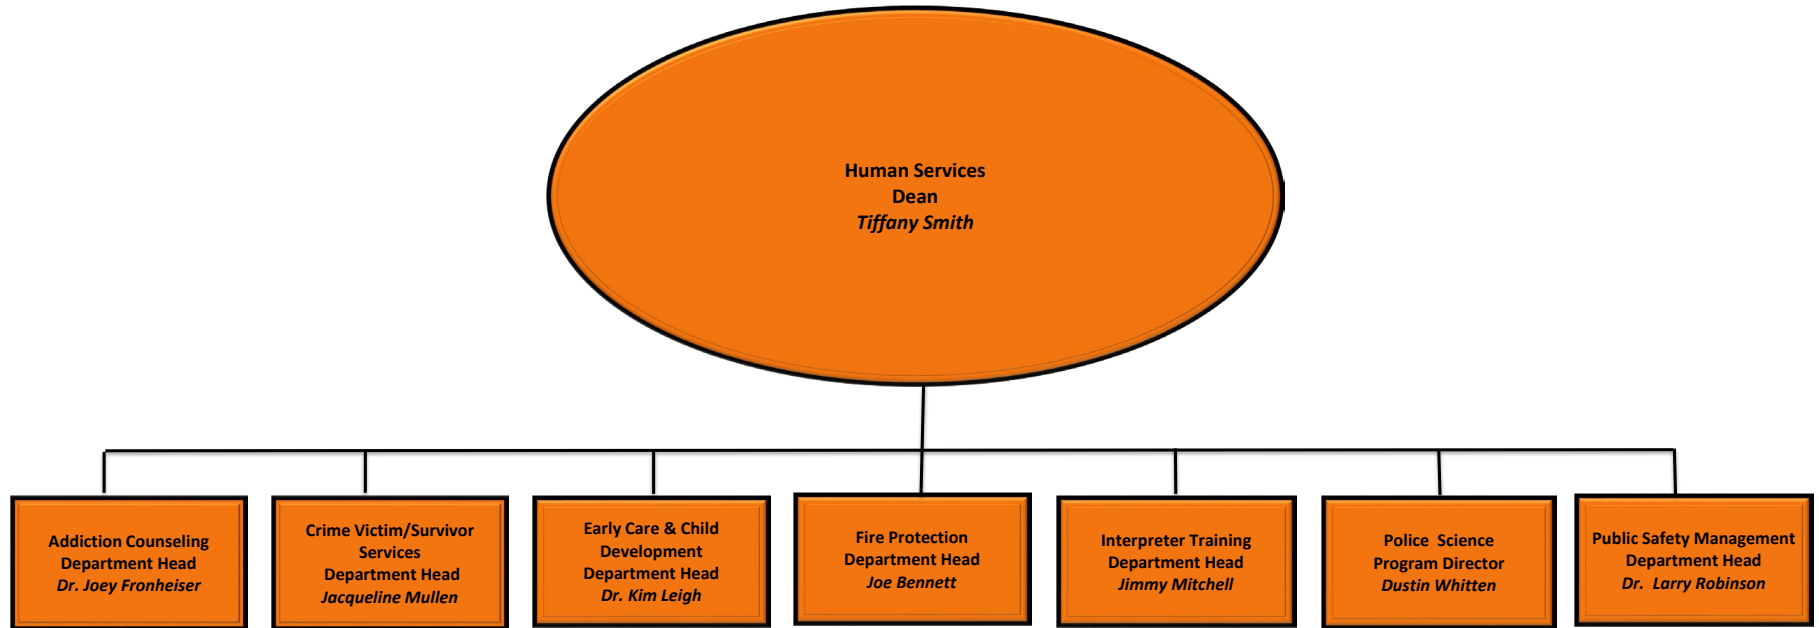 Human Services
Dean
Tiffany Smith
Addiction Counseling
Department Head
Dr. Joey Fronheiser
Crime Victim/Survivor
Services
Department Head
Jacqueline Mullen
Early Care & Child
Development
Department Head
Dr. Kim Leigh
Fire Protection
Department Head
Joe Bennett
Interpreter Training
Department Head
Jimmy Mitchell
Police Science
Program Director
Dustin Whitten
Public Safety Management
Department Head
Dr. Larry Robinson